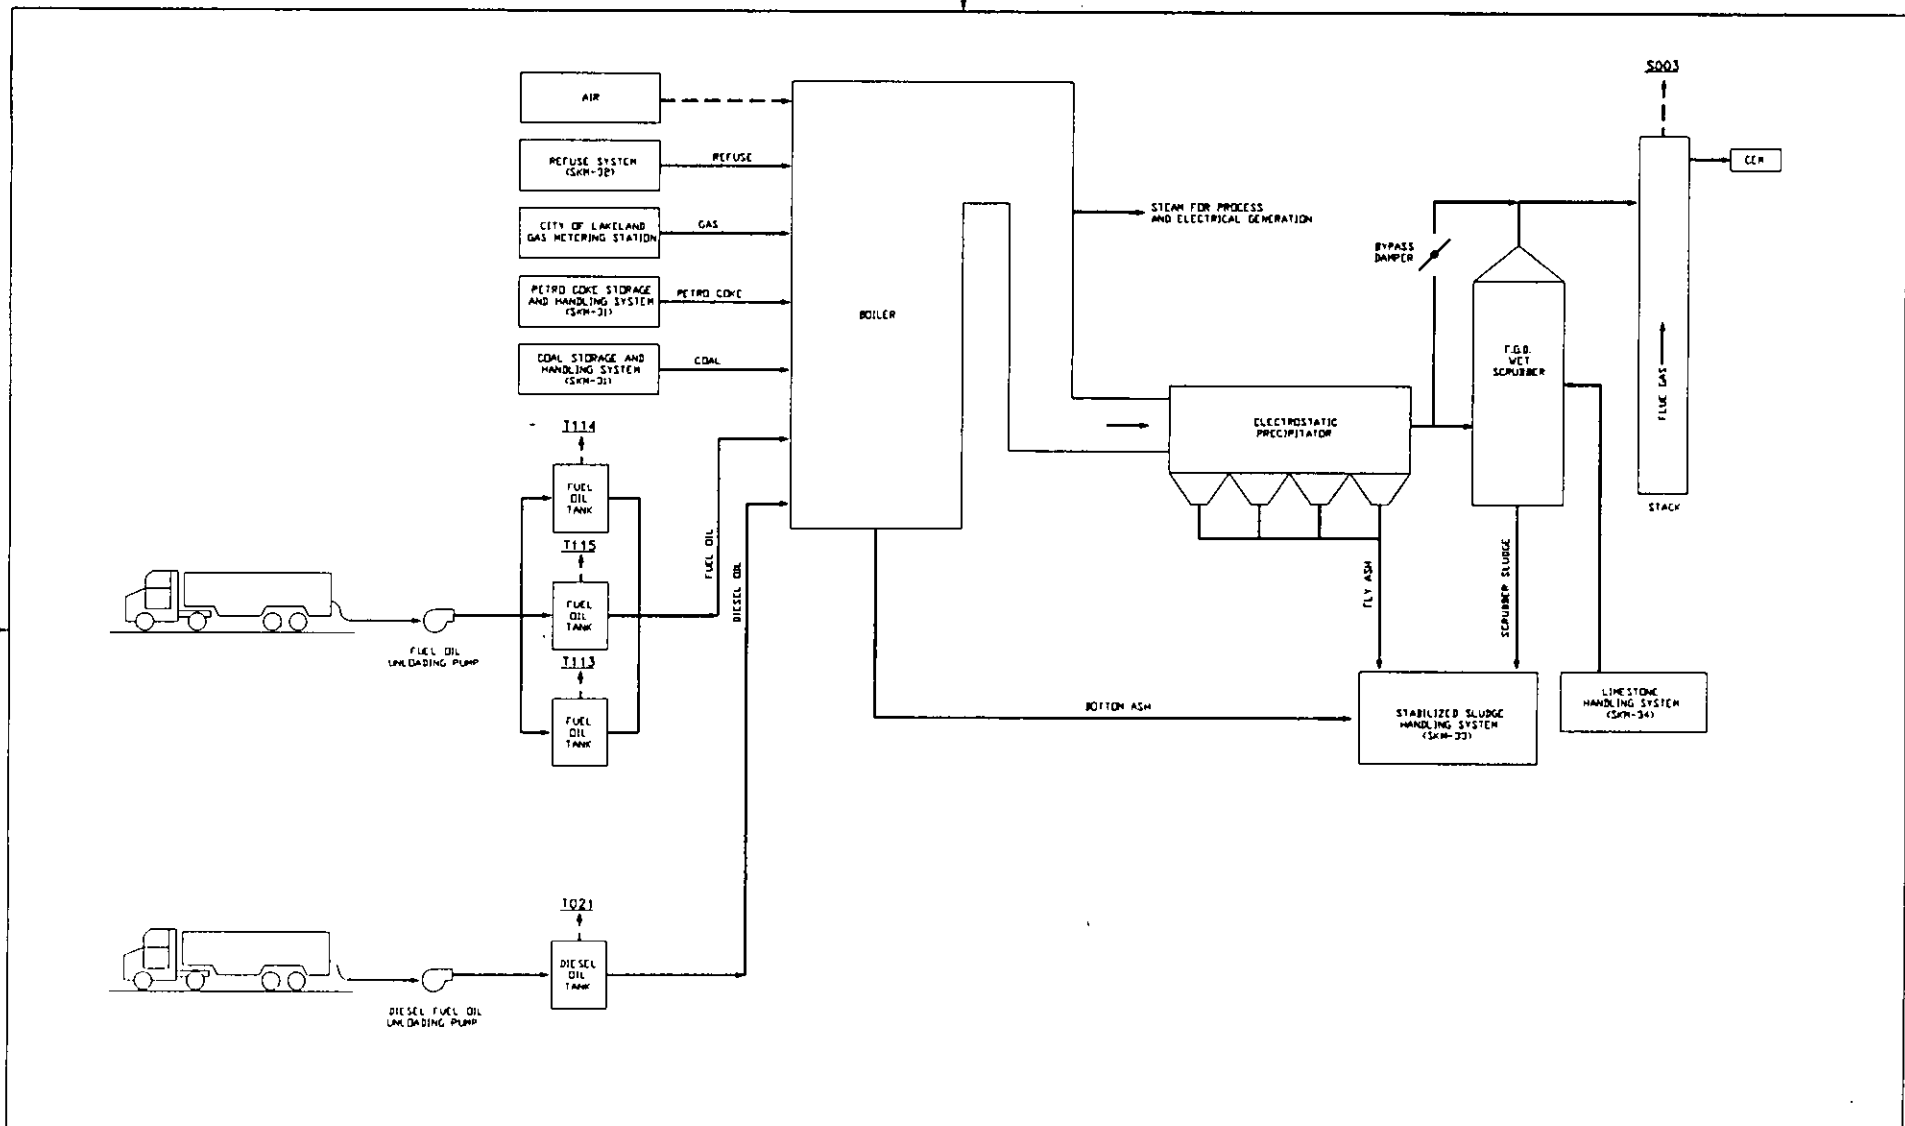 AIR
REFUSE SYSTEM
(SKM-32)
REFUSE
CITY OF LAKELAND
GAS METERING STATION
GAS
PETRO COKE STORAGE
AND HANDLING SYSTEM
(SKM-31)
PETRO COKE
COAL STORAGE AND
HANDLING SYSTEM
(SKM-31)
COAL
BOILER
STEAM FOR PROCESS
AND ELECTRICAL GENERATION
BYPASS
DAMPER
F.G.D.
WET
SCRUBBER
S003
CEM
FLUE GAS
STACK
ELECTROSTATIC
PRECIPITATOR
T114
FUEL
OIL
TANK
T115
FUEL
OIL
TANK
T113
FUEL
OIL
TANK
FUEL OIL
UNLOADING PUMP
FUEL OIL
DIESEL OIL
FLY ASH
SCRUBBER SLUDGE
BOTTOM ASH
STABILIZED SLUDGE
HANDLING SYSTEM
(SKM-33)
LIMESTONE
HANDLING SYSTEM
(SKM-34)
T021
DIESEL
OIL
TANK
DIESEL FUEL OIL
UNLOADING PUMP